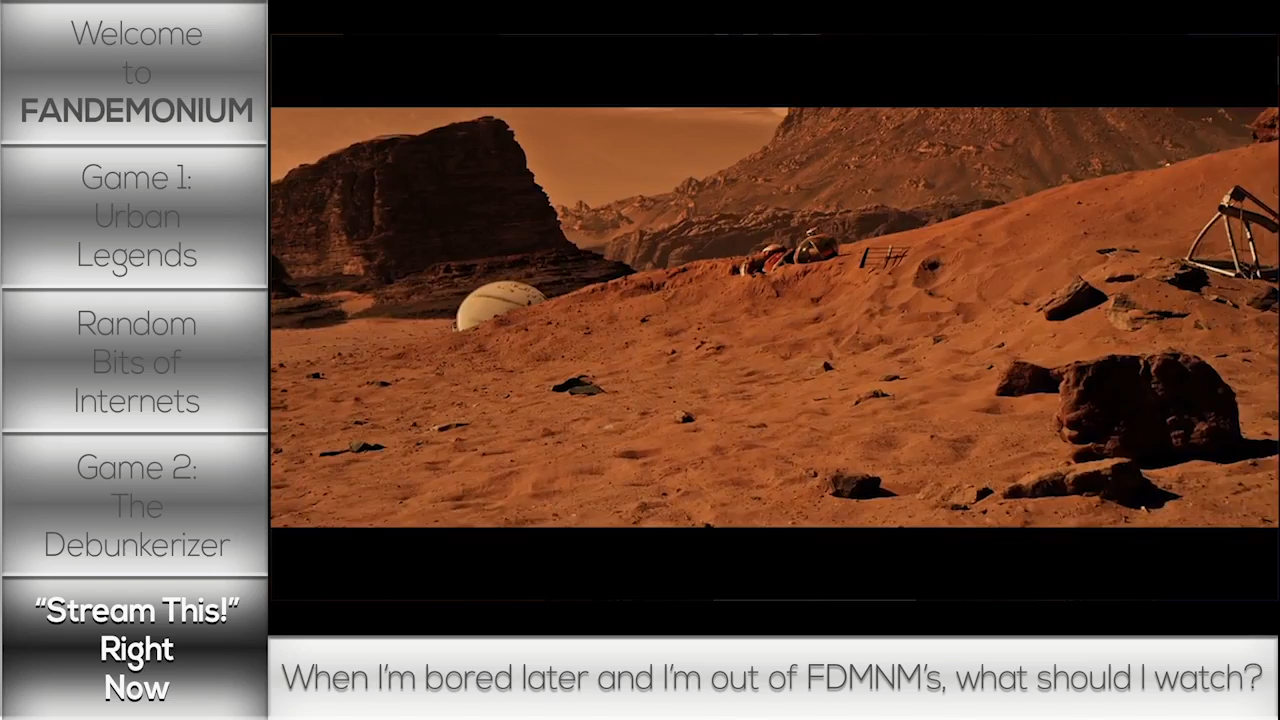 Welcome
to
FANDEMONIUM
Game 1:
Urban
Legends
Random
Bits of
Internets
Game 2:
The
Debunkerizer
“Stream This!”
Right
Now
When I'm bored later and I'm out of FDMNM's, what should I watch?